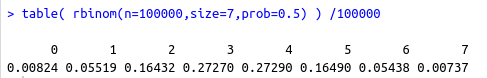 > table( rbinom(n=100000,size=7,prob=0.5) ) /100000
0 1 2 3 4 5 6 7
0.00824 0.05519 0.16432 0.27270 0.27290 0.16490 0.05438 0.00737